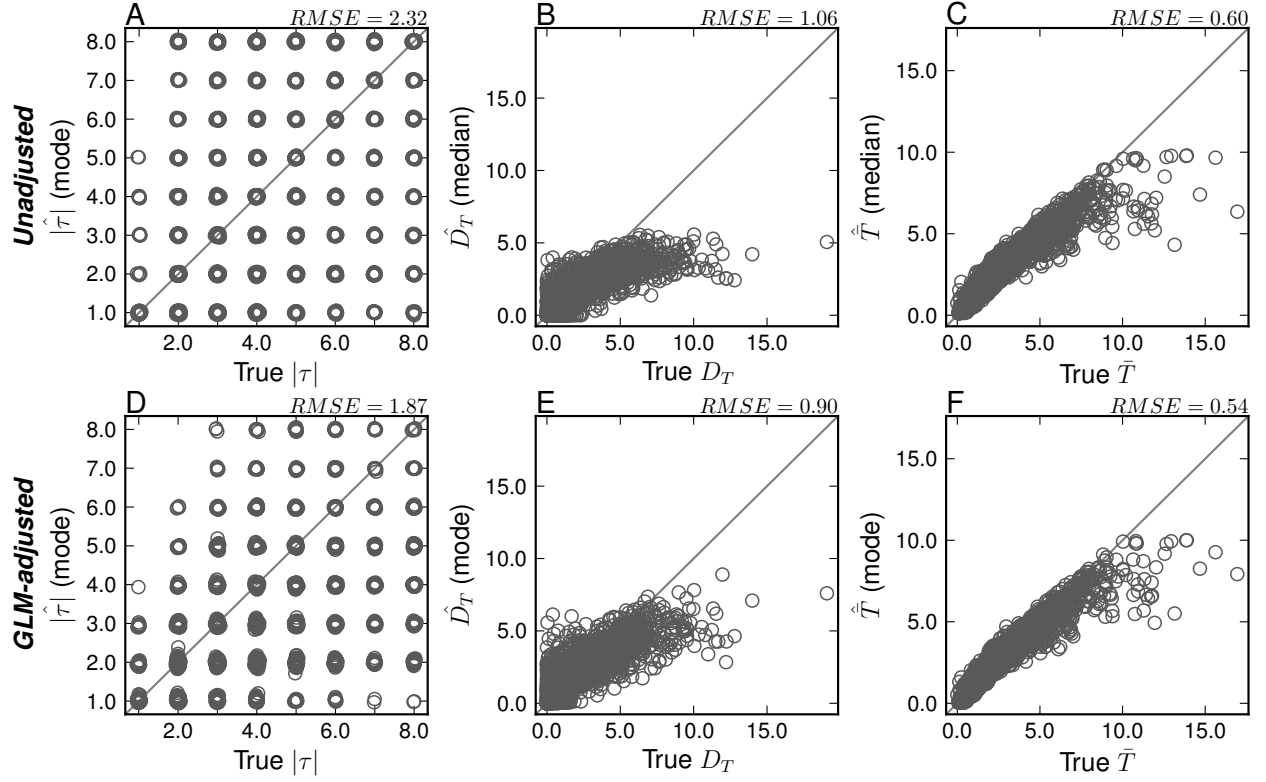 A
RMSE = 2.32
B
RMSE = 1.06
C
RMSE = 0.60
Unadjusted
|τ̂| (mode)
8.0
7.0
6.0
5.0
4.0
3.0
2.0
1.0
2.0 4.0 6.0 8.0
True |τ|
D̂_T (median)
15.0
10.0
5.0
0.0
0.0 5.0 10.0 15.0
True D_T
T̄̂ (median)
15.0
10.0
5.0
0.0
0.0 5.0 10.0 15.0
True T̄
D
RMSE = 1.87
E
RMSE = 0.90
F
RMSE = 0.54
GLM-adjusted
|τ̂| (mode)
8.0
7.0
6.0
5.0
4.0
3.0
2.0
1.0
2.0 4.0 6.0 8.0
True |τ|
D̂_T (mode)
15.0
10.0
5.0
0.0
0.0 5.0 10.0 15.0
True D_T
T̄̂ (mode)
15.0
10.0
5.0
0.0
0.0 5.0 10.0 15.0
True T̄